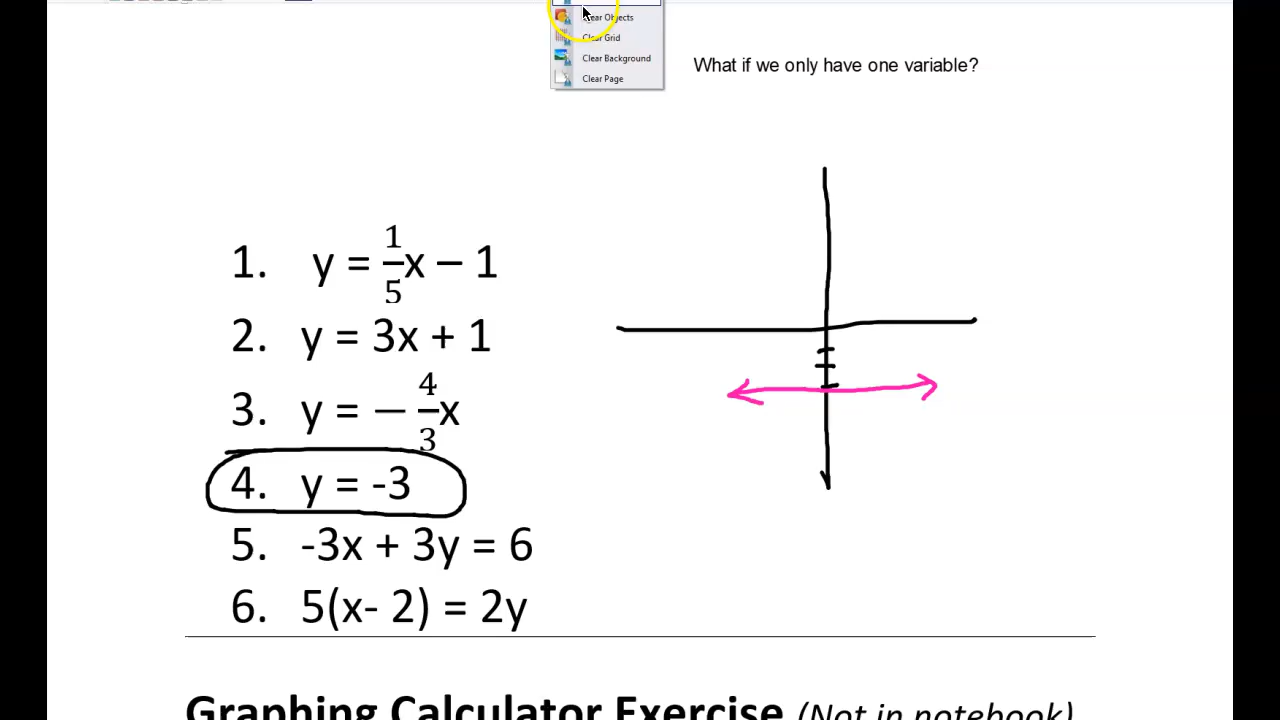 Clear Objects
Clear Grid
Clear Background
Clear Page
What if we only have one variable?
1. y = 1/5x – 1
2. y = 3x + 1
3. y = – 4/3x
4. y = -3
5. -3x + 3y = 6
6. 5(x- 2) = 2y
Graphing Calculator Exercise (Not in notebook)